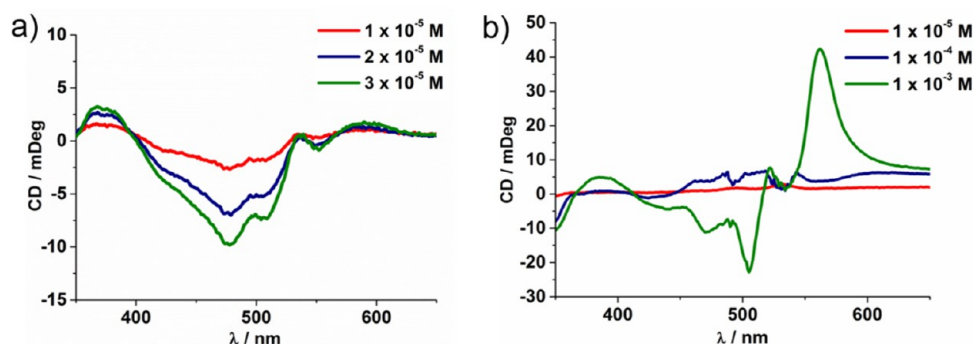 a)
1 x 10⁻⁵ M
2 x 10⁻⁵ M
3 x 10⁻⁵ M
CD / mDeg
10
5
0
-5
-10
-15
400 500 600
λ / nm
b)
1 x 10⁻⁵ M
1 x 10⁻⁴ M
1 x 10⁻³ M
CD / mDeg
50
40
30
20
10
0
-10
-20
-30
400 500 600
λ / nm